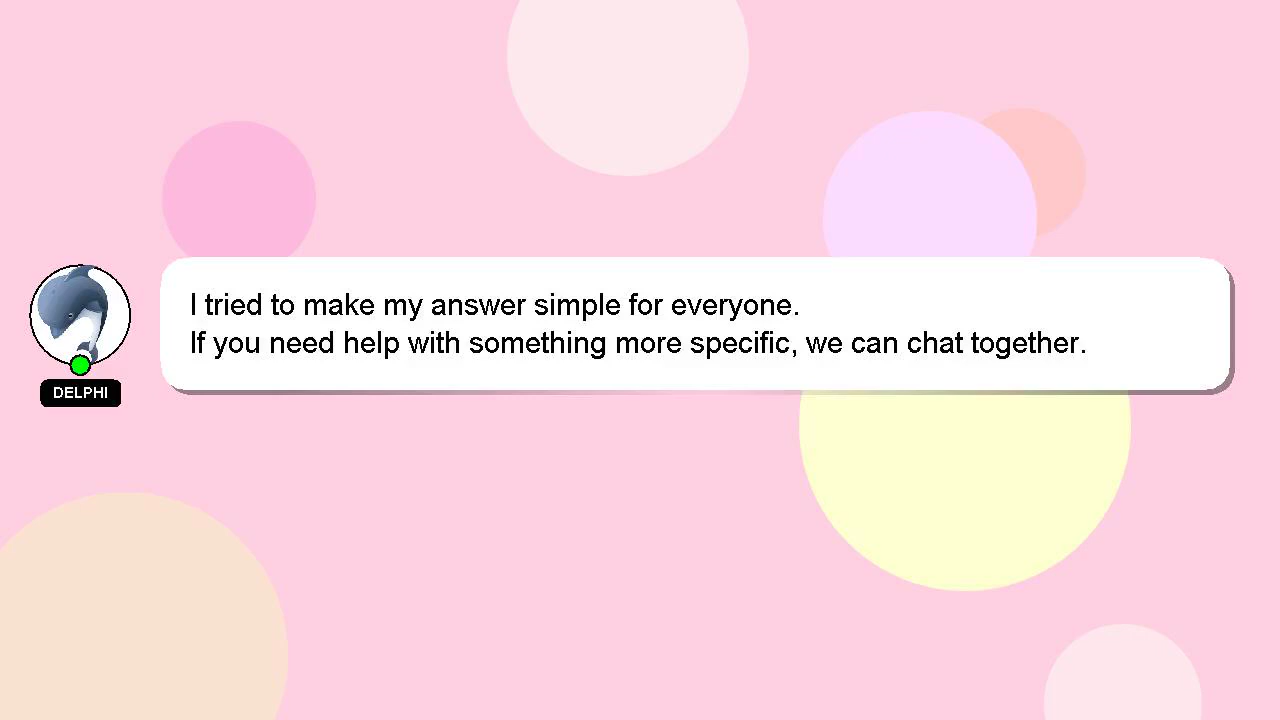 I tried to make my answer simple for everyone.
If you need help with something more specific, we can chat together.
DELPHI